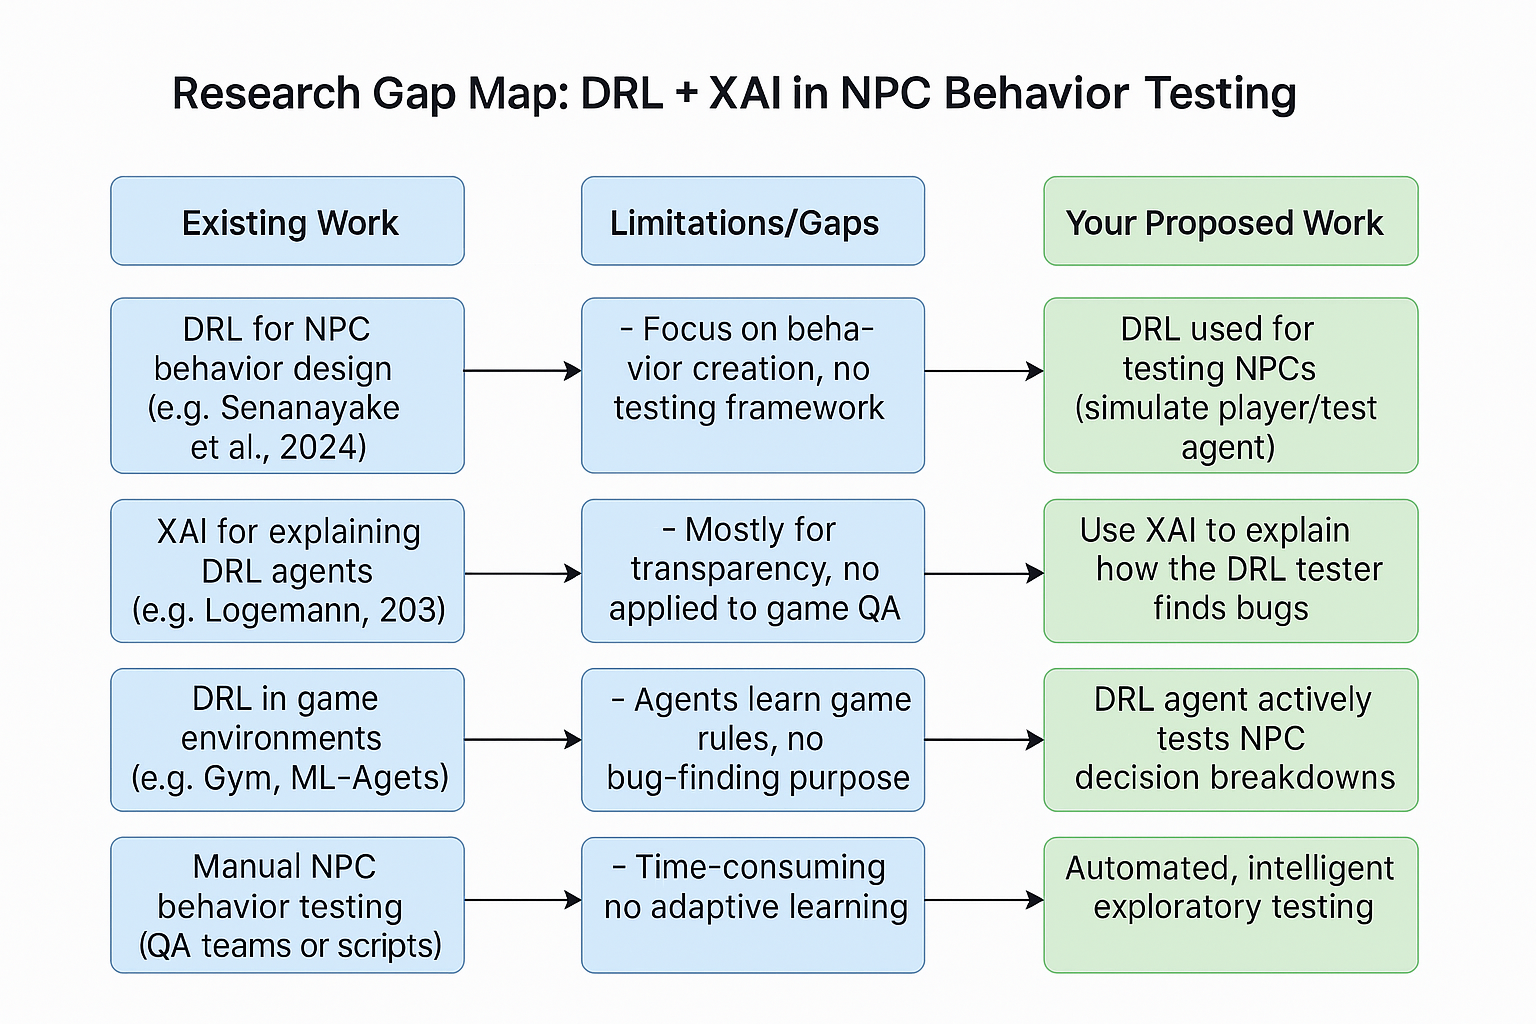 Research Gap Map: DRL + XAI in NPC Behavior Testing
Existing Work
Limitations/Gaps
Your Proposed Work
DRL for NPC
behavior design
(e.g. Senanayake
et al., 2024)
- Focus on beha-
vior creation, no
testing framework
DRL used for
testing NPCs
(simulate player/test
agent)
XAI for explaining
DRL agents
(e.g. Logemann, 203)
- Mostly for
transparency, no
applied to game QA
Use XAI to explain
how the DRL tester
finds bugs
DRL in game
environments
(e.g. Gym, ML-Agets)
- Agents learn game
rules, no
bug-finding purpose
DRL agent actively
tests NPC
decision breakdowns
Manual NPC
behavior testing
(QA teams or scripts)
- Time-consuming
no adaptive learning
Automated, intelligent
exploratory testing